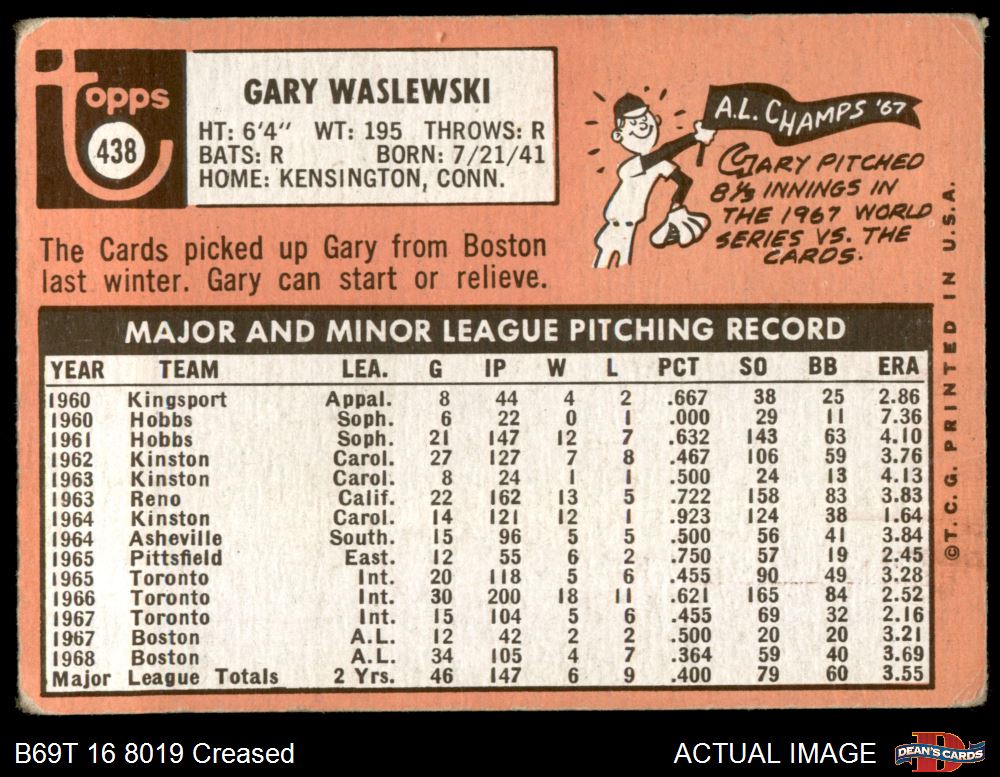 topps
438
GARY WASLEWSKI
HT: 6'4" WT: 195 THROWS: R
BATS: R BORN: 7/21/41
HOME: KENSINGTON, CONN.
A.L. CHAMPS '67
GARY PITCHED
8⅓ INNINGS IN
THE 1967 WORLD
SERIES VS. THE
CARDS.
The Cards picked up Gary from Boston
last winter. Gary can start or relieve.
MAJOR AND MINOR LEAGUE PITCHING RECORD
YEAR TEAM LEA. G IP W L PCT SO BB ERA
1960 Kingsport Appal. 8 44 4 2 .667 38 25 2.86
1960 Hobbs Soph. 6 22 0 1 .000 29 11 7.36
1961 Hobbs Soph. 21 147 12 7 .632 143 63 4.10
1962 Kinston Carol. 27 127 7 8 .467 106 59 3.76
1963 Kinston Carol. 8 24 1 1 .500 24 13 4.13
1963 Reno Calif. 22 162 13 5 .722 158 83 3.83
1964 Kinston Carol. 14 121 12 1 .923 124 38 1.64
1964 Asheville South. 15 96 5 5 .500 56 41 3.84
1965 Pittsfield East. 12 55 6 2 .750 57 19 2.45
1965 Toronto Int. 20 118 5 6 .455 90 49 3.28
1966 Toronto Int. 30 200 18 11 .621 165 84 2.52
1967 Toronto Int. 15 104 5 6 .455 69 32 2.16
1967 Boston A.L. 12 42 2 2 .500 20 20 3.21
1968 Boston A.L. 34 105 4 7 .364 59 40 3.69
Major League Totals 2 Yrs. 46 147 6 9 .400 79 60 3.55
©T.C.G. PRINTED IN U.S.A.
B69T 16 8019 Creased
ACTUAL IMAGE
DEAN'S CARDS